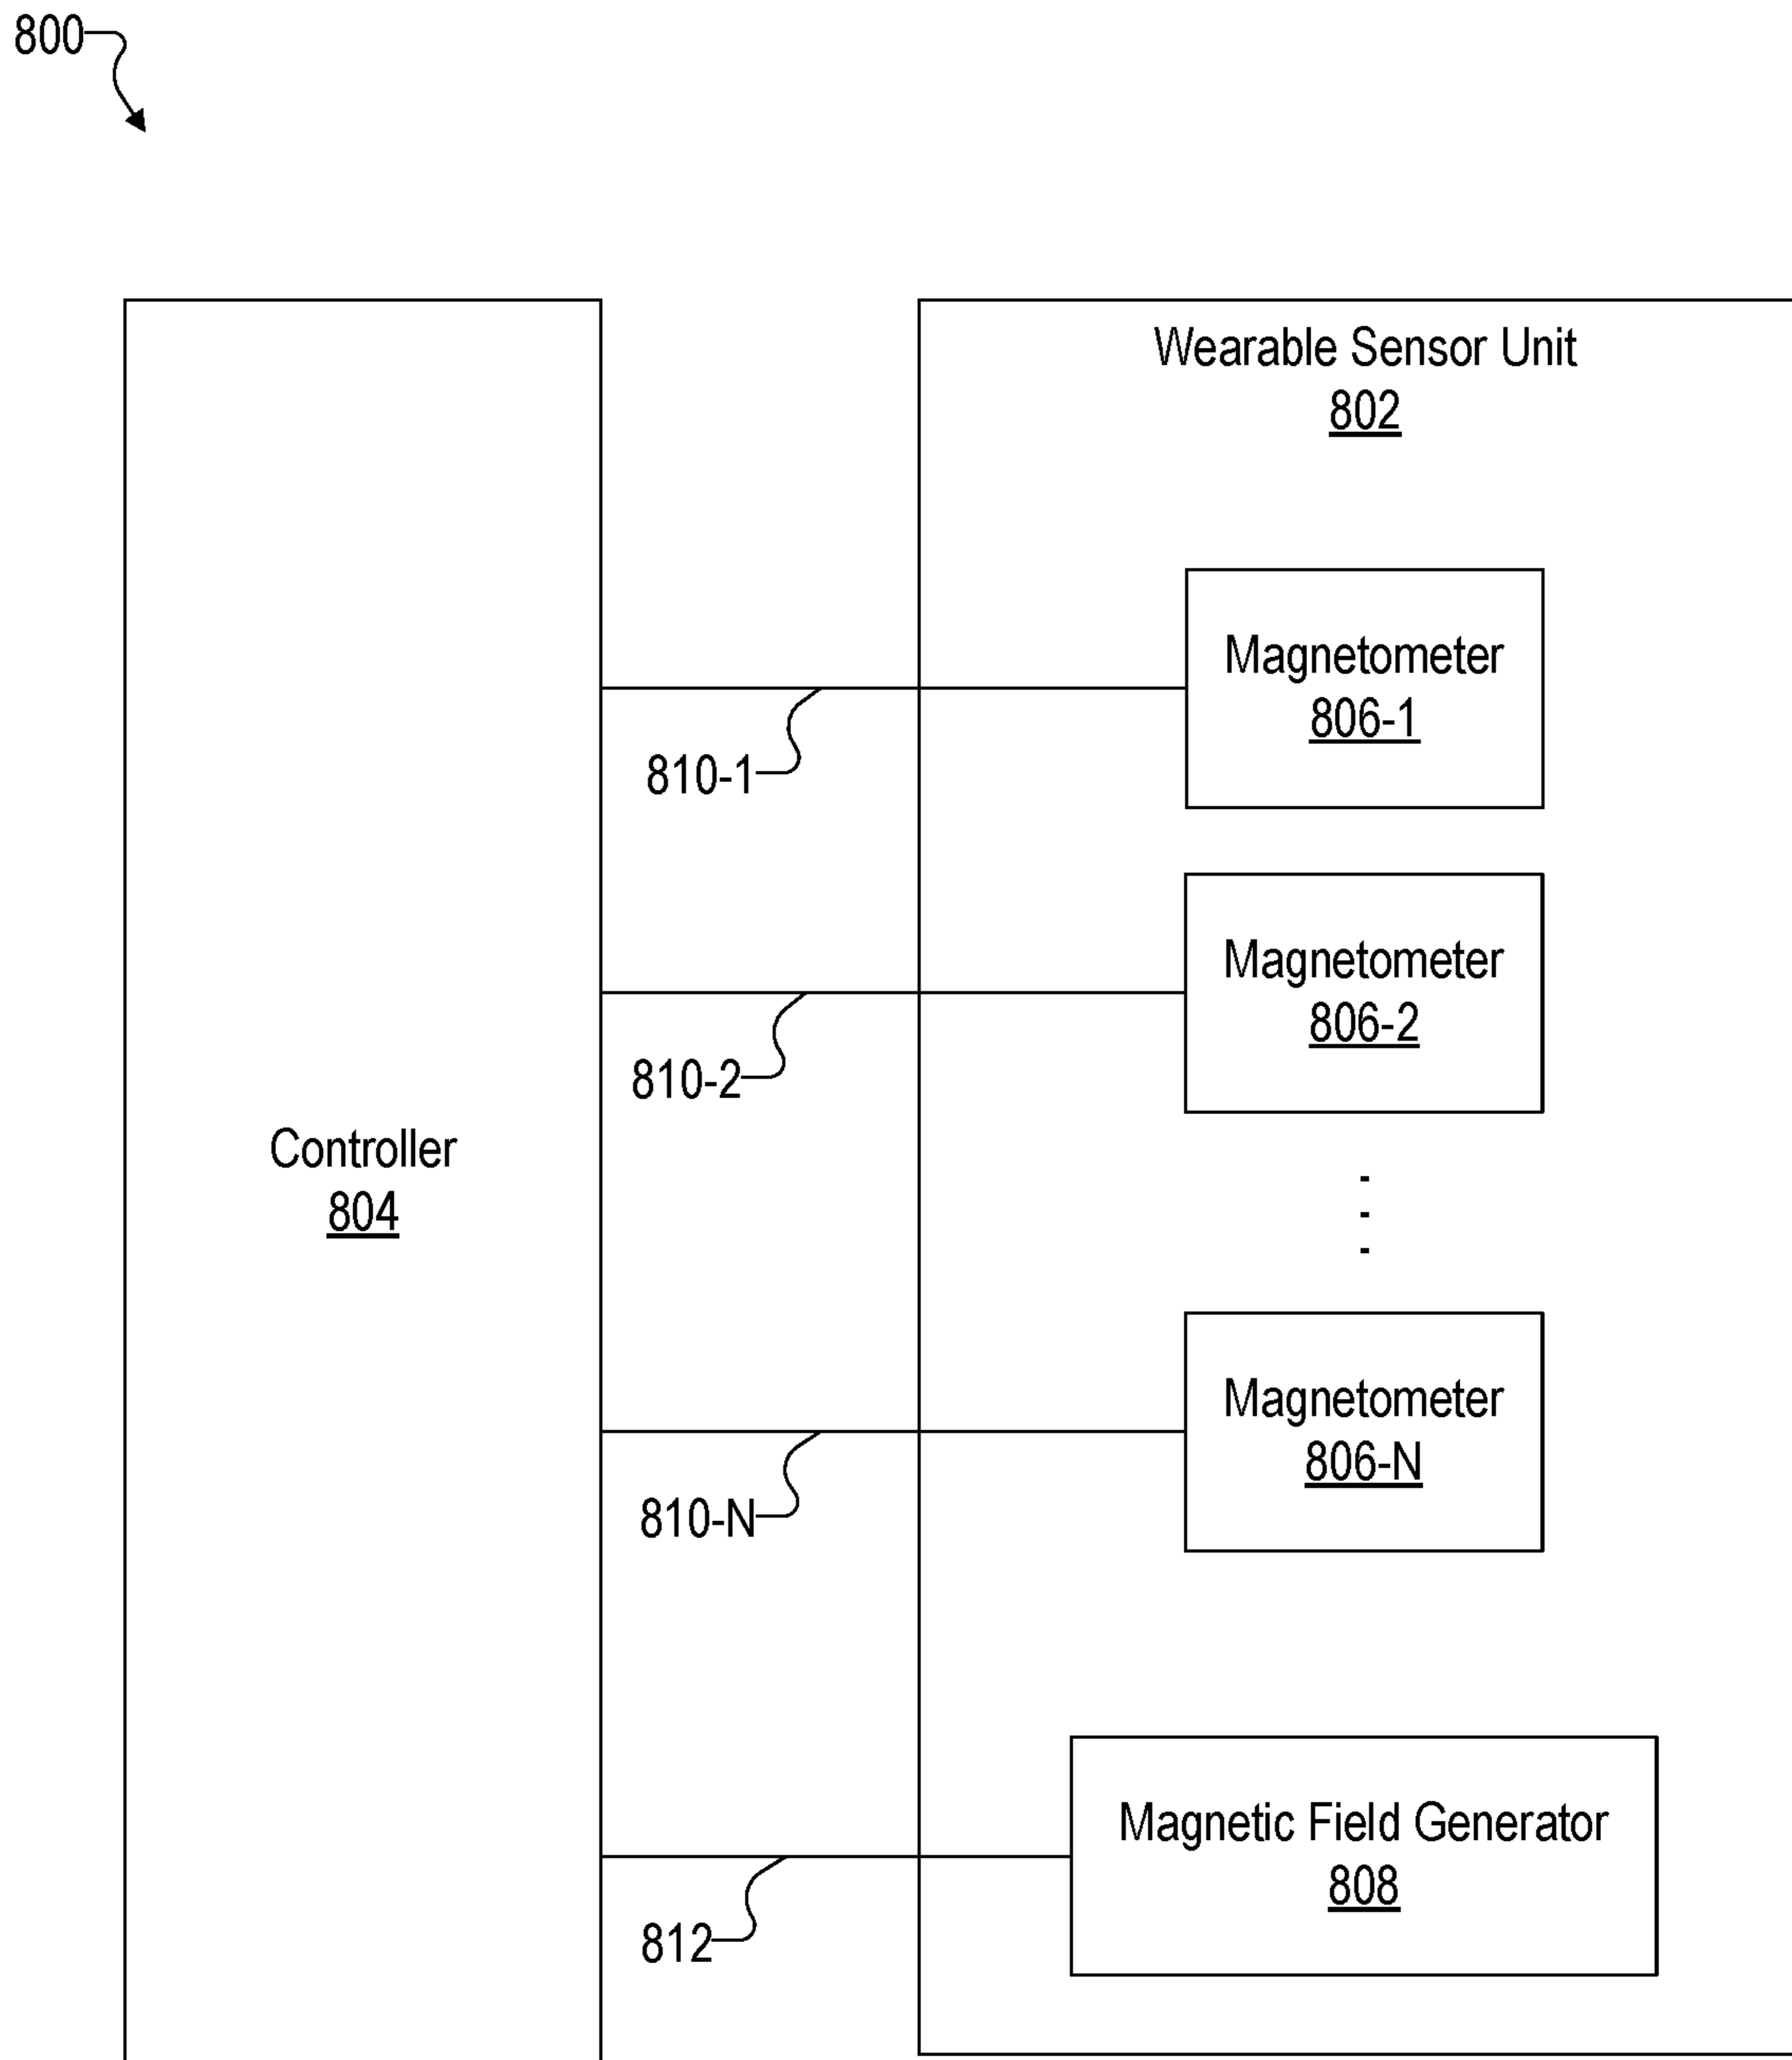 800
Wearable Sensor Unit
802
Magnetometer
806-1
810-1
Magnetometer
806-2
810-2
Controller
804
Magnetometer
806-N
810-N
Magnetic Field Generator
808
812